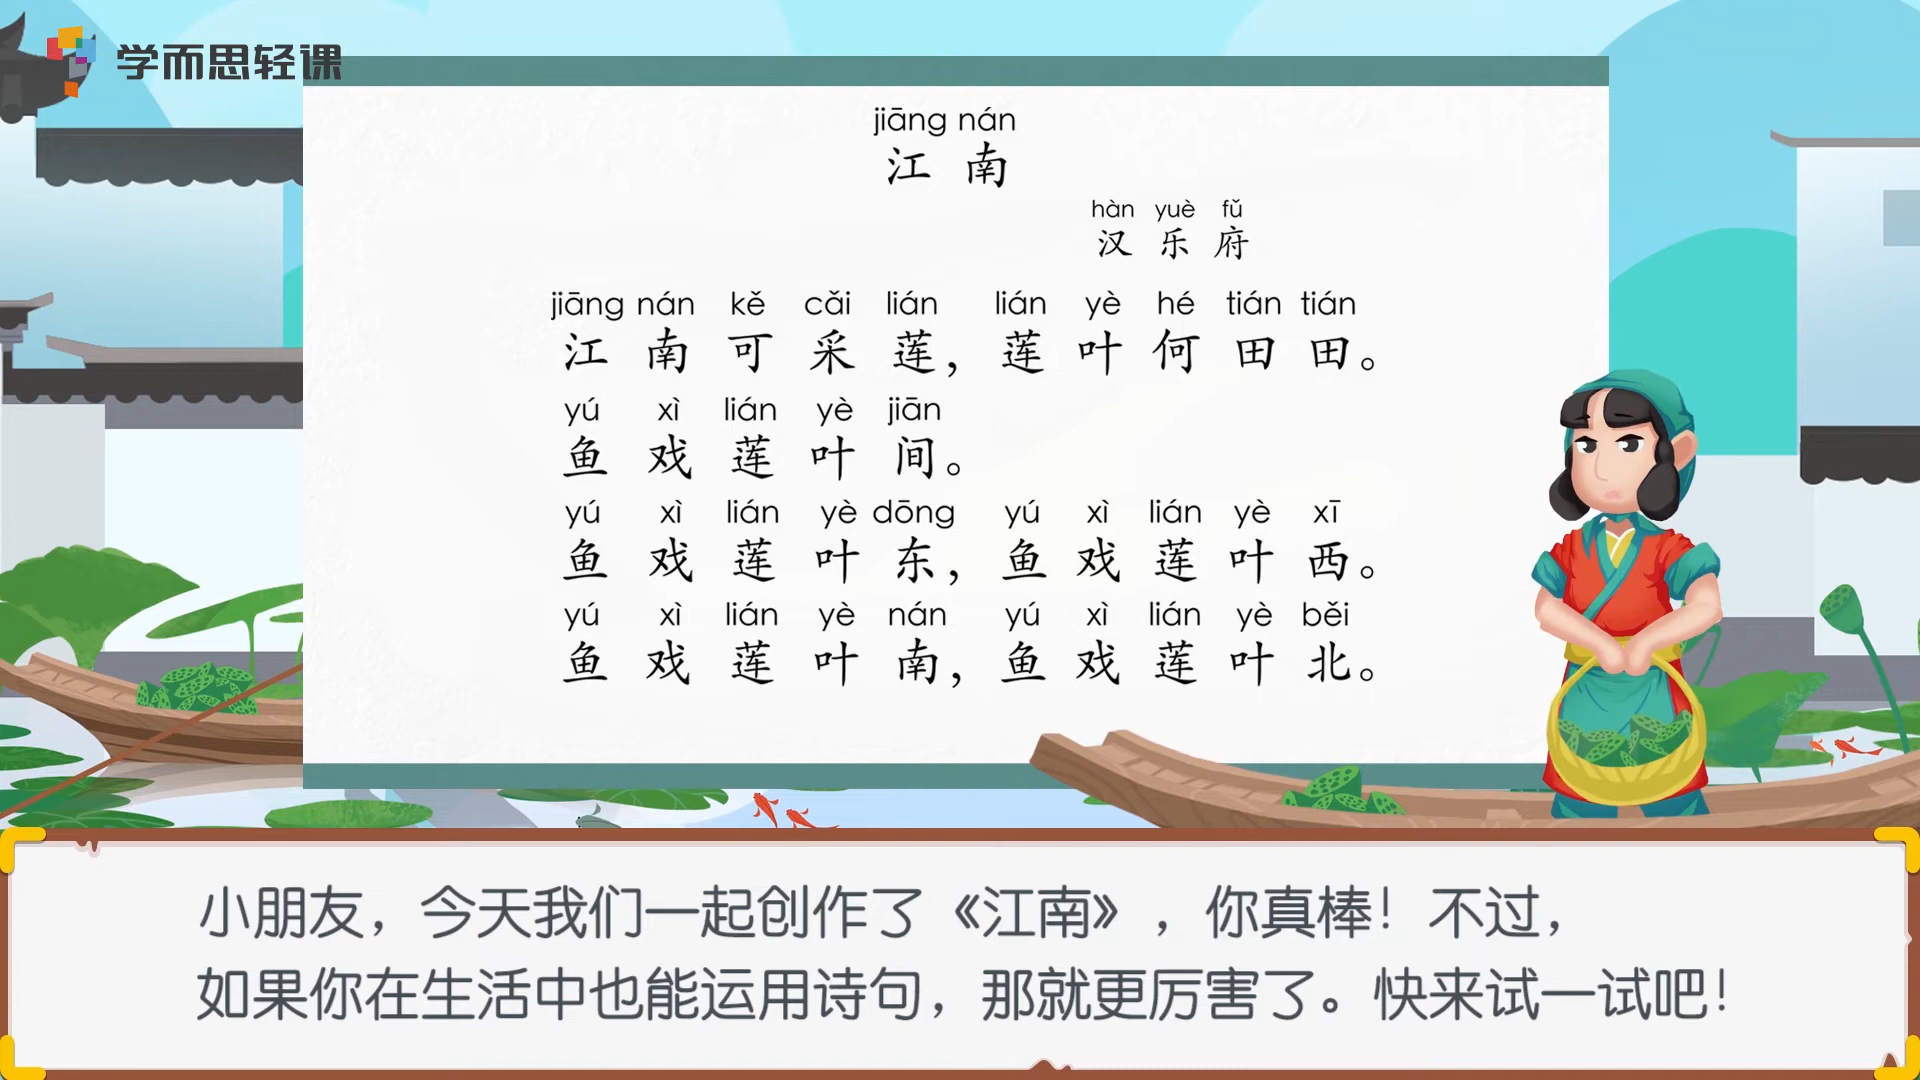 学而思轻课
jiāng nán
江 南
hàn yuè fǔ
汉 乐 府
jiāng nán kě cǎi lián lián yè hé tián tián
江 南 可 采 莲，莲 叶 何 田 田。
yú xì lián yè jiān
鱼 戏 莲 叶 间。
yú xì lián yè dōng yú xì lián yè xī
鱼 戏 莲 叶 东，鱼 戏 莲 叶 西。
yú xì lián yè nán yú xì lián yè běi
鱼 戏 莲 叶 南，鱼 戏 莲 叶 北。
小朋友，今天我们一起创作了《江南》，你真棒！不过，
如果你在生活中也能运用诗句，那就更厉害了。快来试一试吧！